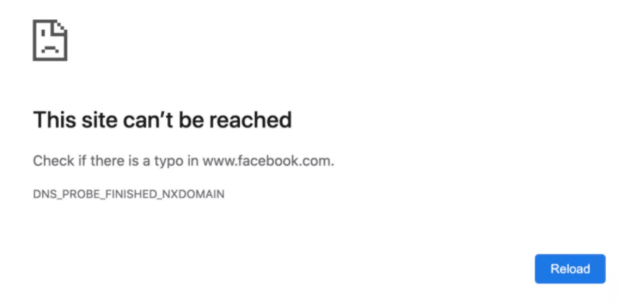 This site can't be reached
Check if there is a typo in www.facebook.com.
DNS_PROBE_FINISHED_NXDOMAIN
Reload